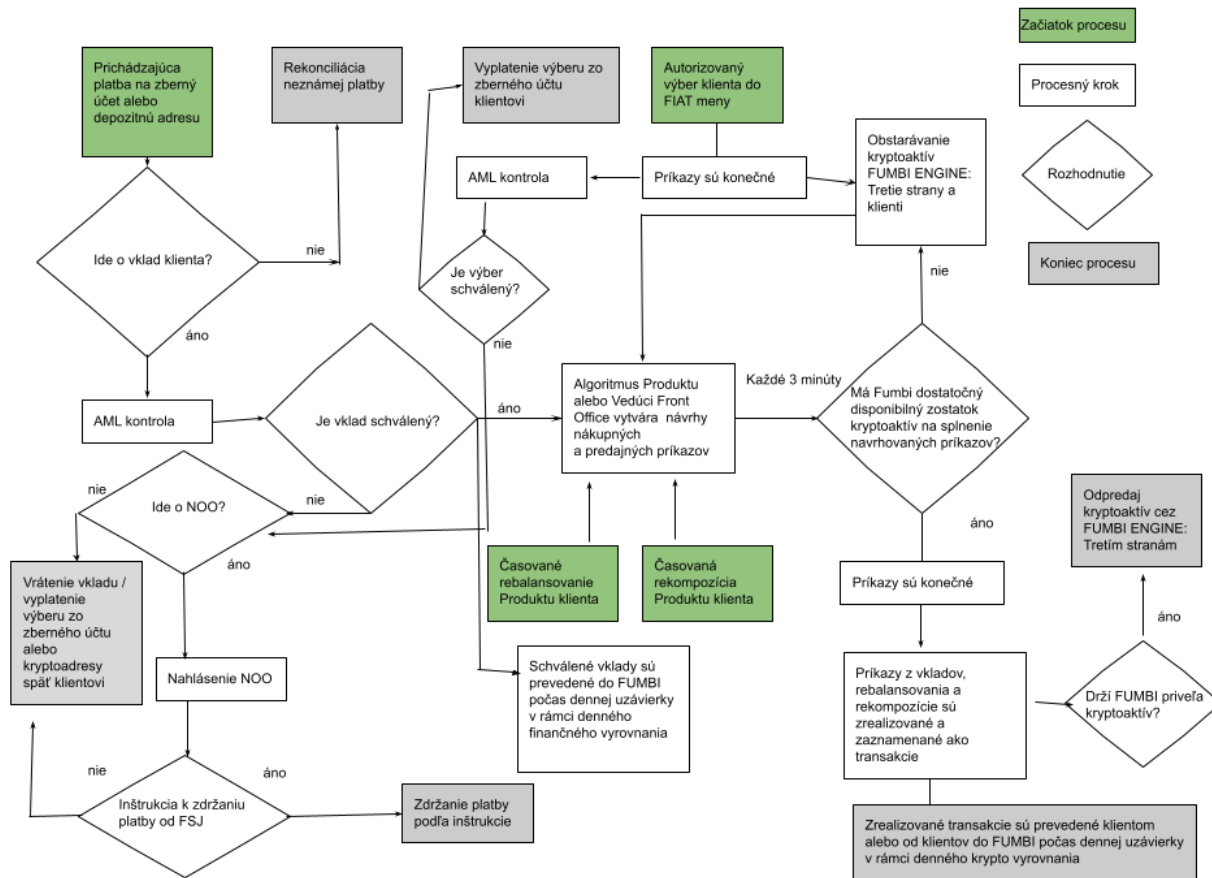 Začiatok procesu
Prichádzajúca
platba na zberný
účet alebo
depozitnú adresu
Rekonciliácia
neznámej platby
Vyplatenie výberu zo
zberného účtu
klientovi
Autorizovaný
výber klienta do
FIAT meny
Procesný krok
Obstarávanie
kryptoaktív
FUMBI ENGINE:
Tretie strany a
klienti
AML kontrola
Príkazy sú konečné
Rozhodnutie
Ide o vklad klienta?
nie
Je výber
schválený?
nie
Koniec procesu
áno
nie
Každé 3 minúty
AML kontrola
Je vklad schválený?
áno
Algoritmus Produktu
alebo Vedúci Front
Office vytvára návrhy
nákupných
a predajných príkazov
Má Fumbi dostatočný
disponibilný zostatok
kryptoaktív na splnenie
navrhovaných príkazov?
nie
Ide o NOO?
nie
áno
Odpredaj
kryptoaktív cez
FUMBI ENGINE:
Tretím stranám
áno
Časované
rebalansovanie
Produktu klienta
Časovaná
rekompozícia
Produktu klienta
Príkazy sú konečné
Vrátenie vkladu /
vyplatenie
výberu zo
zberného účtu
alebo
kryptoadresy
späť klientovi
áno
Nahlásenie NOO
Schválené vklady sú
prevedené do FUMBI
počas dennej uzávierky
v rámci denného
finančného vyrovnania
Príkazy z vkladov,
rebalansovania a
rekompozície sú
zrealizované a
zaznamenané ako
transakcie
Drží FUMBI priveľa
kryptoaktív?
nie
áno
Inštrukcia k zdržaniu
platby od FSJ
Zdržanie platby
podľa inštrukcie
Zrealizované transakcie sú prevedené klientom
alebo od klientov do FUMBI počas dennej uzávierky
v rámci denného krypto vyrovnania